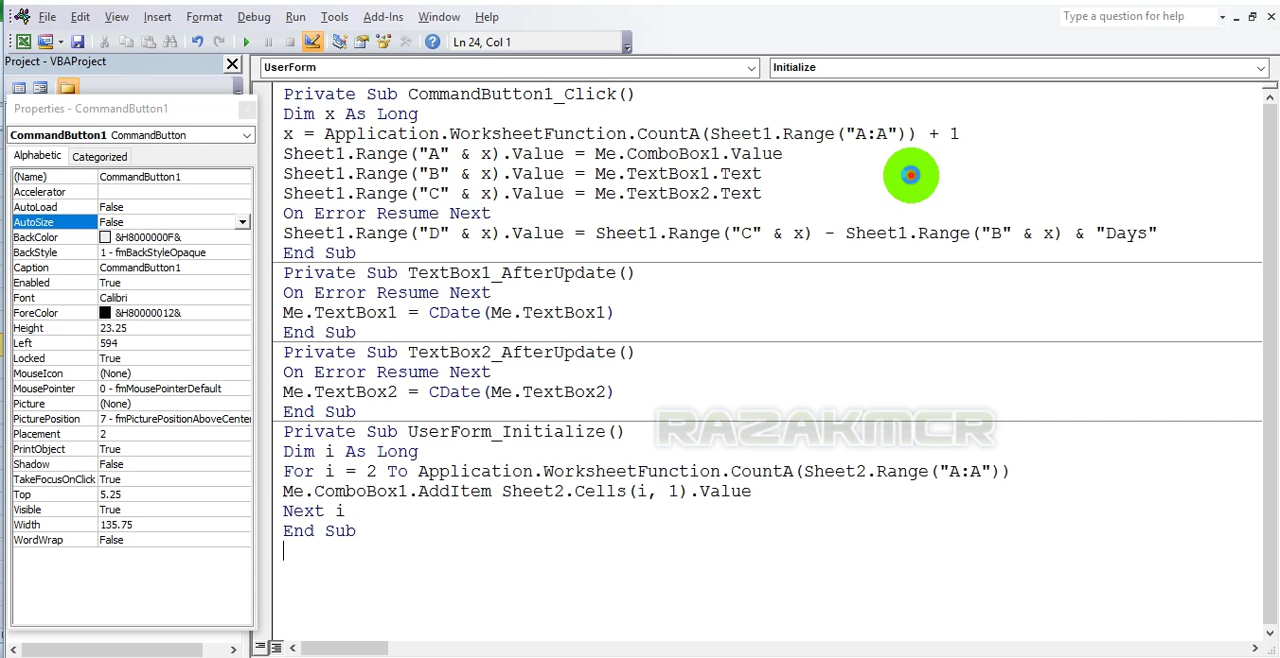 File Edit View Insert Format Debug Run Tools Add-Ins Window Help
Type a question for help
Ln 24, Col 1
Project - VBAProject
UserForm
Initialize
Properties - CommandButton1
CommandButton1 CommandButton
Alphabetic Categorized
(Name) CommandButton1
Accelerator
AutoLoad False
AutoSize False
BackColor &H8000000F&
BackStyle 1 - fmBackStyleOpaque
Caption CommandButton1
Enabled True
Font Calibri
ForeColor &H80000012&
Height 23.25
Left 594
Locked True
MouseIcon (None)
MousePointer 0 - fmMousePointerDefault
Picture (None)
PicturePosition 7 - fmPicturePositionAboveCenter
Placement 2
PrintObject True
Shadow False
TakeFocusOnClick True
Top 5.25
Visible True
Width 135.75
WordWrap False
Private Sub CommandButton1_Click()
Dim x As Long
x = Application.WorksheetFunction.CountA(Sheet1.Range("A:A")) + 1
Sheet1.Range("A" & x).Value = Me.ComboBox1.Value
Sheet1.Range("B" & x).Value = Me.TextBox1.Text
Sheet1.Range("C" & x).Value = Me.TextBox2.Text
On Error Resume Next
Sheet1.Range("D" & x).Value = Sheet1.Range("C" & x) - Sheet1.Range("B" & x) & "Days"
End Sub
Private Sub TextBox1_AfterUpdate()
On Error Resume Next
Me.TextBox1 = CDate(Me.TextBox1)
End Sub
Private Sub TextBox2_AfterUpdate()
On Error Resume Next
Me.TextBox2 = CDate(Me.TextBox2)
End Sub
RAZAKMCR
Private Sub UserForm_Initialize()
Dim i As Long
For i = 2 To Application.WorksheetFunction.CountA(Sheet2.Range("A:A"))
Me.ComboBox1.AddItem Sheet2.Cells(i, 1).Value
Next i
End Sub